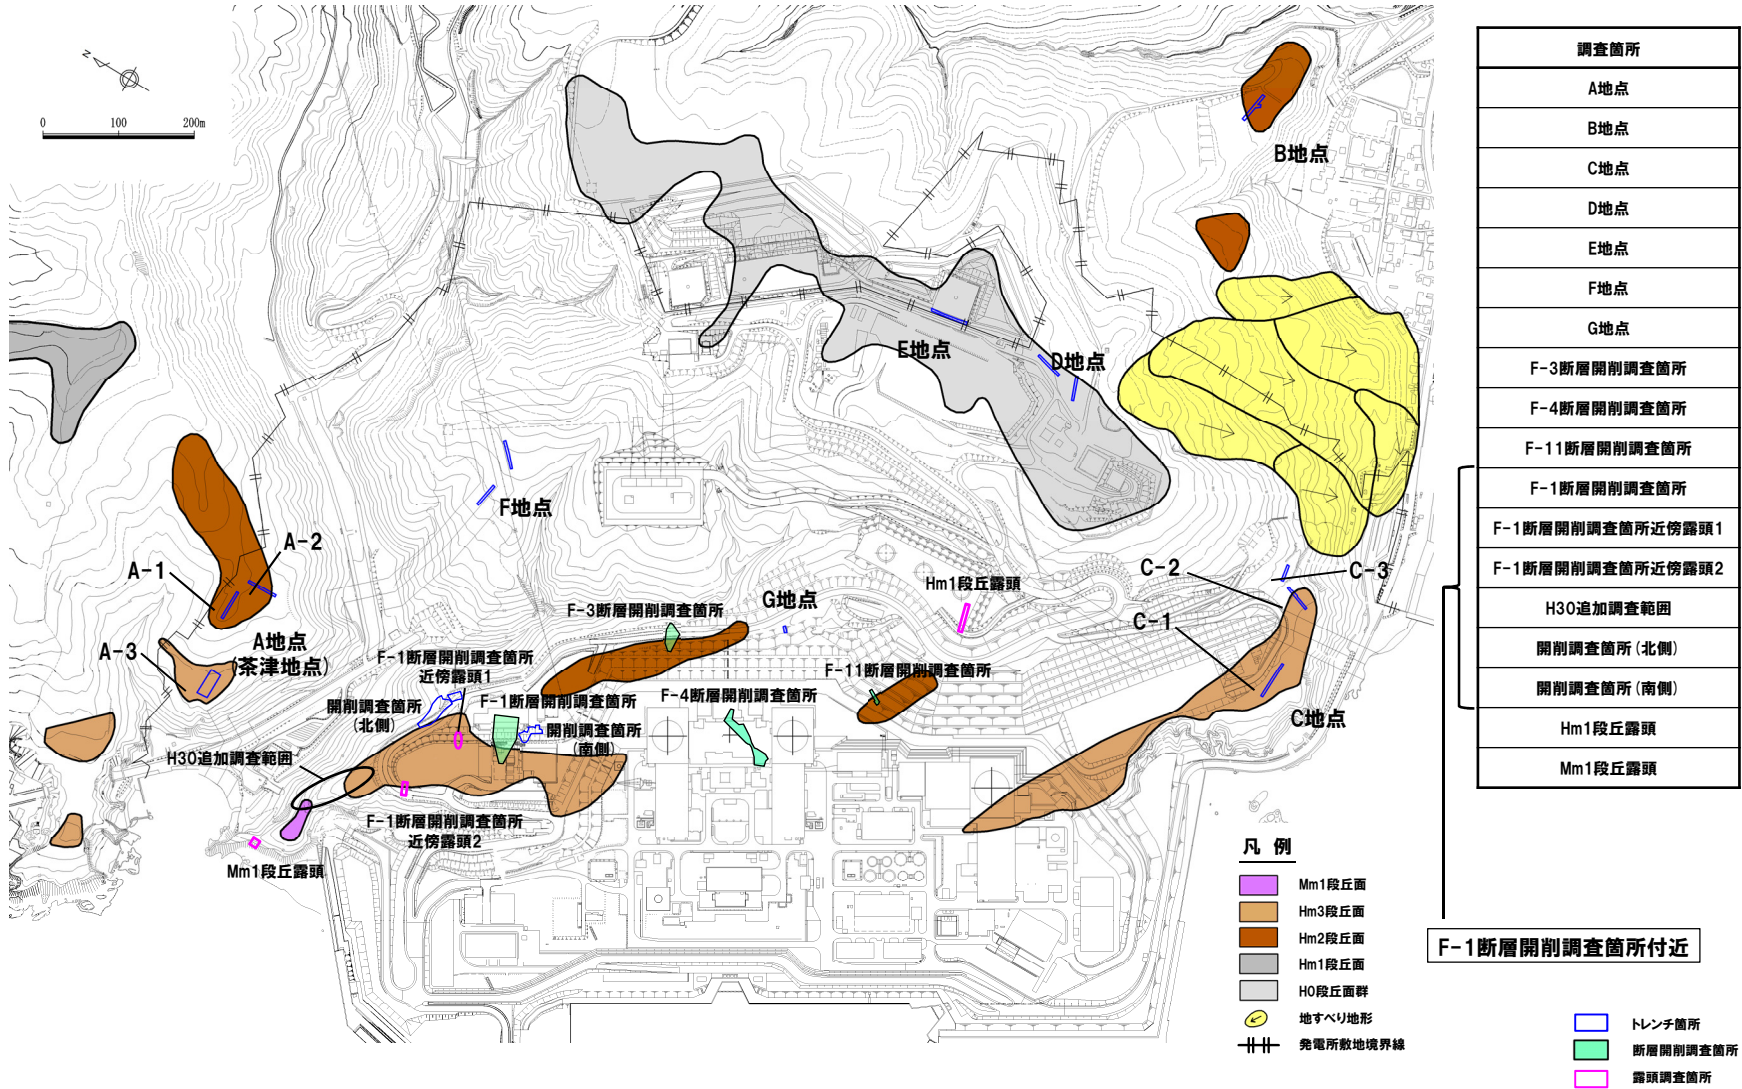 N
0 100 200m
B地点
E地点
D地点
F地点
A-1
A-2
A-3
A地点
(茶津地点)
C-2
C-3
C-1
C地点
Hm1段丘露頭
G地点
F-3断層開削調査箇所
F-1断層開削調査箇所
近傍露頭1
F-11断層開削調査箇所
F-4断層開削調査箇所
F-1断層開削調査箇所
開削調査箇所
(北側)
開削調査箇所
(南側)
H30追加調査範囲
F-1断層開削調査箇所
近傍露頭2
Mm1段丘露頭
調査箇所
A地点
B地点
C地点
D地点
E地点
F地点
G地点
F-3断層開削調査箇所
F-4断層開削調査箇所
F-11断層開削調査箇所
F-1断層開削調査箇所
F-1断層開削調査箇所近傍露頭1
F-1断層開削調査箇所近傍露頭2
H30追加調査範囲
開削調査箇所(北側)
開削調査箇所(南側)
Hm1段丘露頭
Mm1段丘露頭
F-1断層開削調査箇所付近
凡 例
Mm1段丘面
Hm3段丘面
Hm2段丘面
Hm1段丘面
H0段丘面群
地すべり地形
発電所敷地境界線
トレンチ箇所
断層開削調査箇所
露頭調査箇所